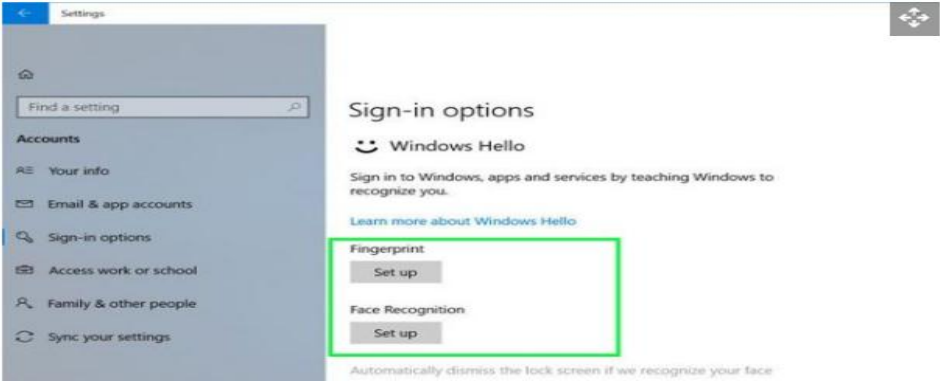 Settings
Find a setting
Accounts
Your info
Email & app accounts
Sign-in options
Access work or school
Family & other people
Sync your settings
Sign-in options
Windows Hello
Sign in to Windows, apps and services by teaching Windows to
recognize you.
Learn more about Windows Hello
Fingerprint
Set up
Face Recognition
Set up
Automatically dismiss the lock screen if we recognize your face